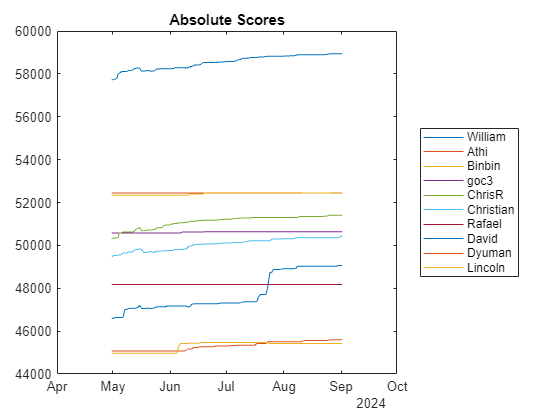 Absolute Scores
60000
58000
56000
54000
52000
50000
48000
46000
44000
Apr May Jun Jul Aug Sep Oct
2024
William
Athi
Binbin
goc3
ChrisR
Christian
Rafael
David
Dyuman
Lincoln